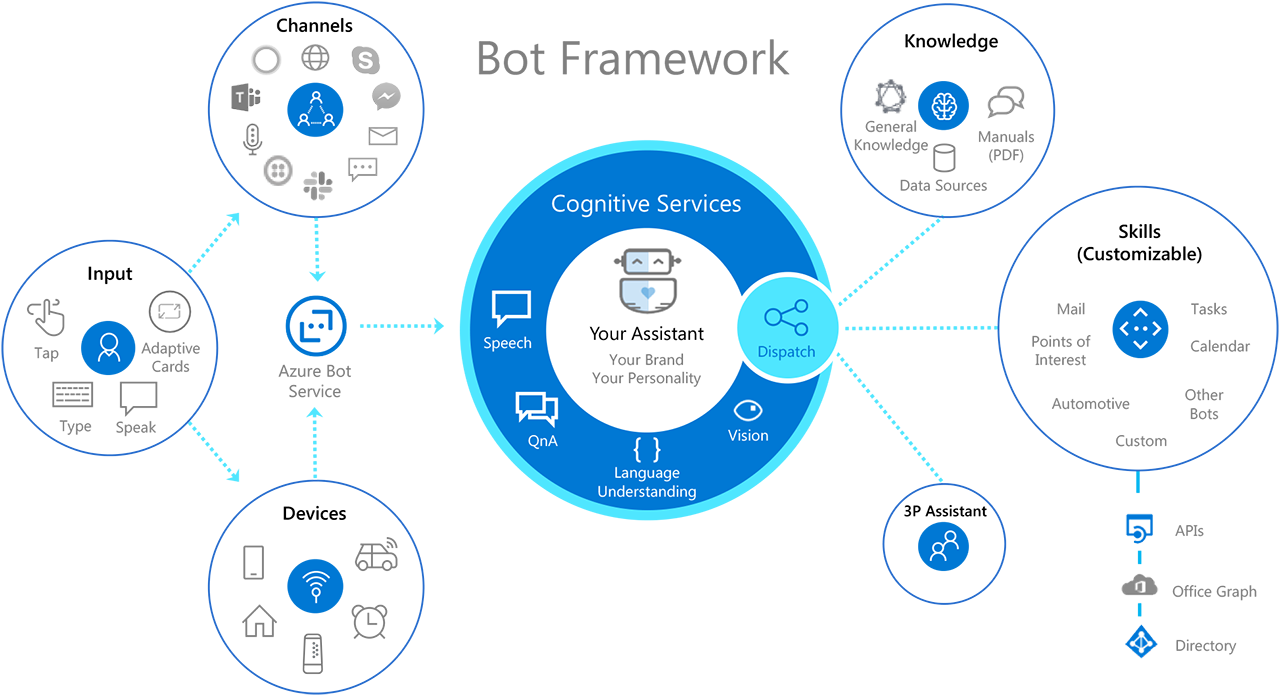 Bot Framework
Channels
T
S
Input
Tap
Adaptive
Cards
Type
Speak
Azure Bot
Service
Devices
Cognitive Services
Your Assistant
Your Brand
Your Personality
Speech
QnA
{ }
Language
Understanding
Vision
Dispatch
Knowledge
General
Knowledge
Manuals
(PDF)
Data Sources
Skills
(Customizable)
Mail
Tasks
Points of
Interest
Calendar
Automotive
Other
Bots
Custom
3P Assistant
APIs
Office Graph
Directory